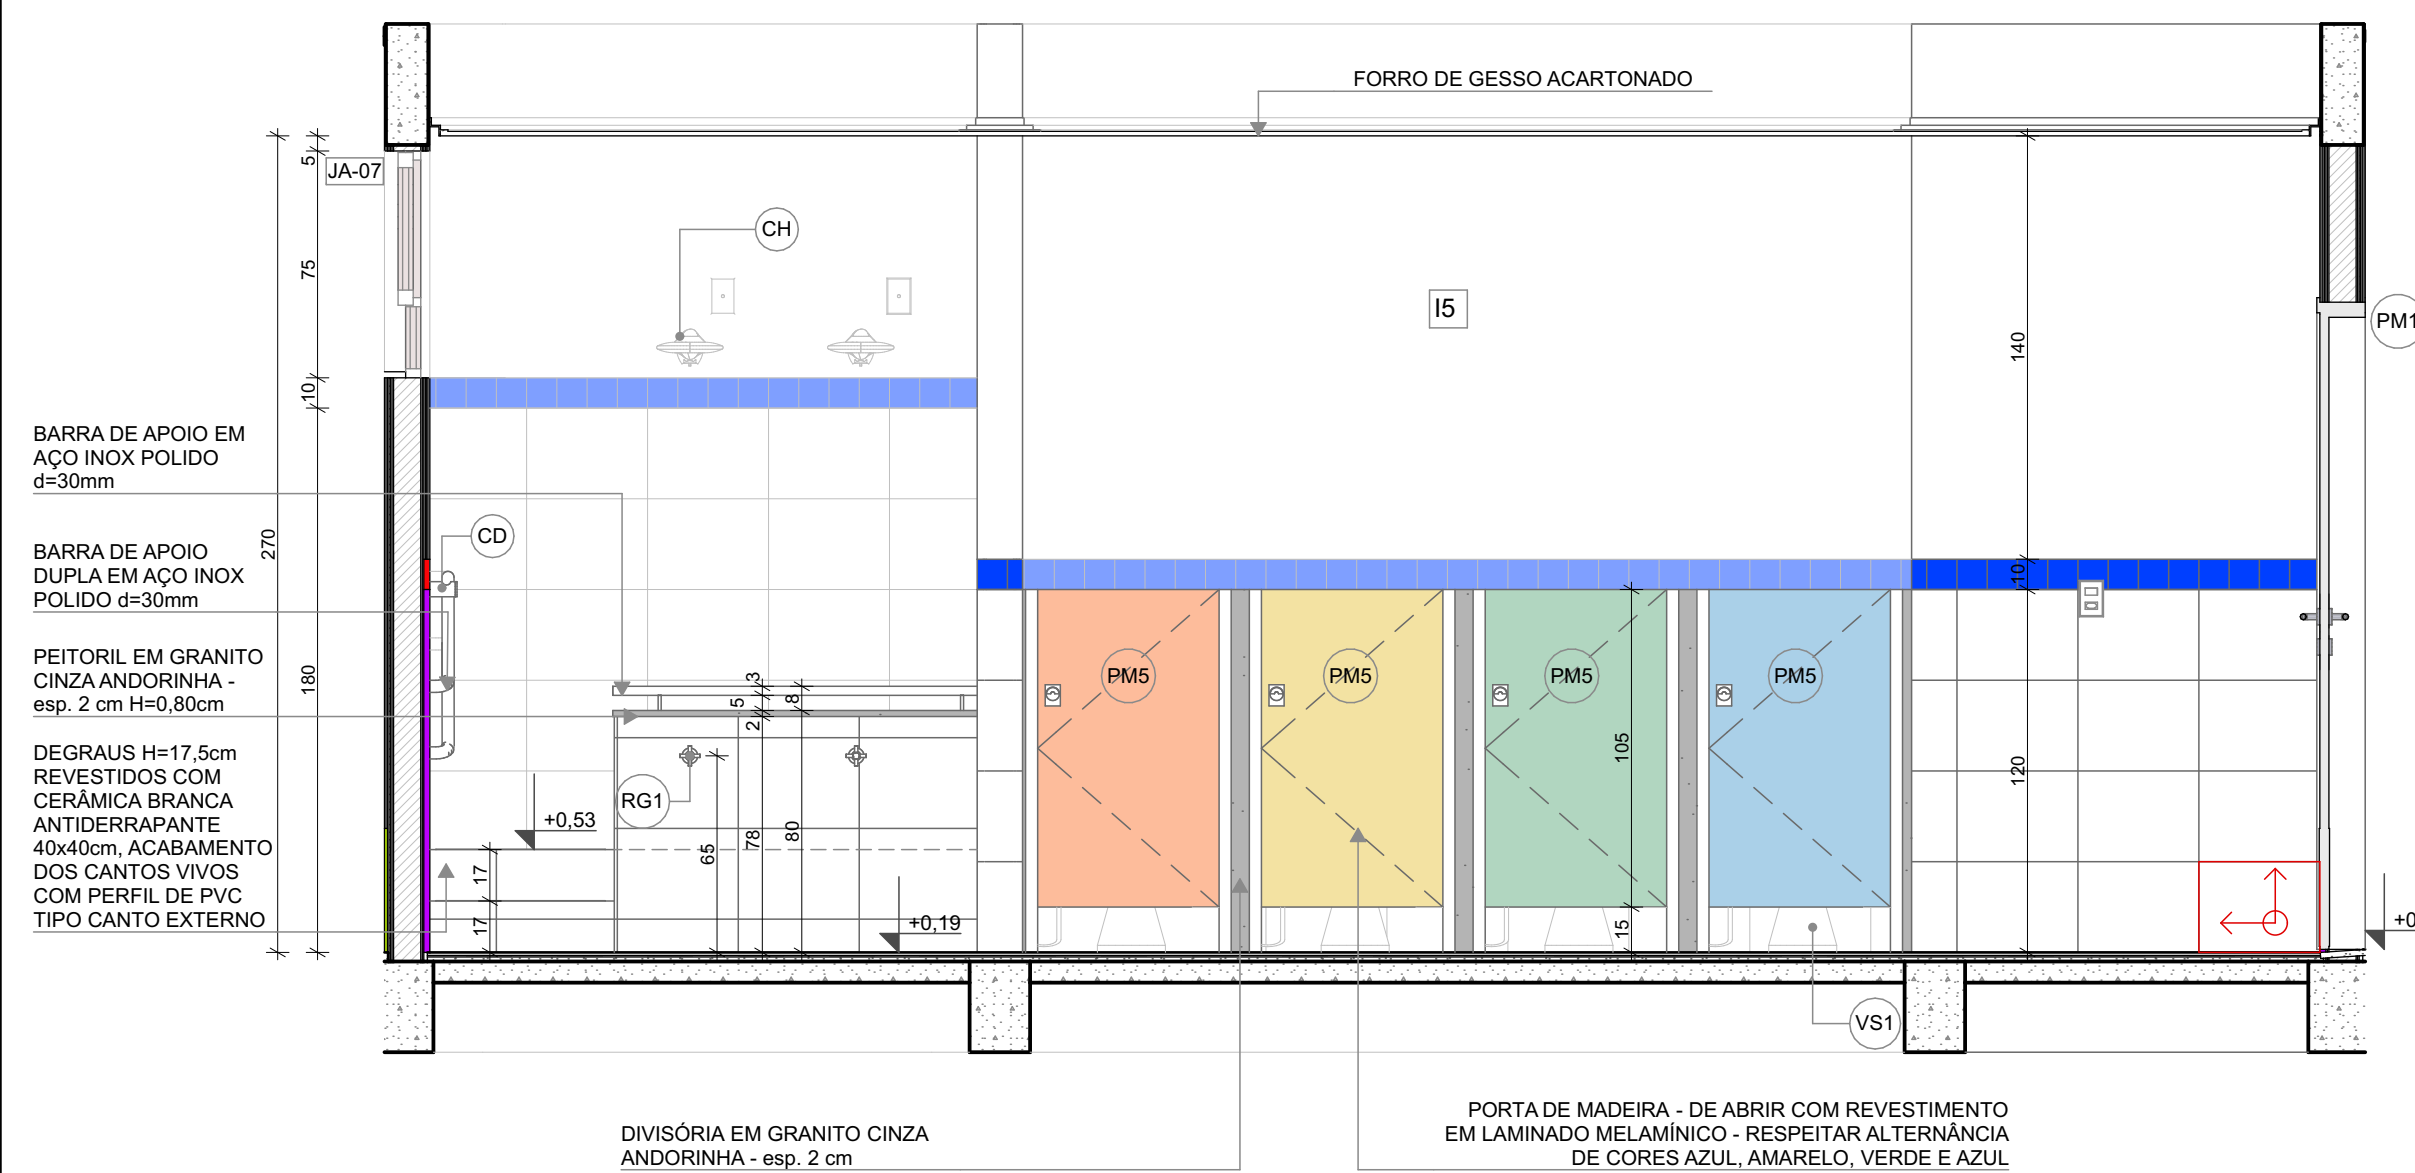 FORRO DE GESSO ACARTONADO
5
JA-07
75
10
270
180
CH
I5
140
PM1
BARRA DE APOIO EM
AÇO INOX POLIDO
d=30mm
BARRA DE APOIO
DUPLA EM AÇO INOX
POLIDO d=30mm
PEITORIL EM GRANITO
CINZA ANDORINHA -
esp. 2 cm H=0,80cm
DEGRAUS H=17,5cm
REVESTIDOS COM
CERÂMICA BRANCA
ANTIDERRAPANTE
40x40cm, ACABAMENTO
DOS CANTOS VIVOS
COM PERFIL DE PVC
TIPO CANTO EXTERNO
CD
3
5
8
2
RG1
+0,53
65
78
80
17
17
+0,19
PM5
PM5
PM5
PM5
105
15
10
120
+0
VS1
DIVISÓRIA EM GRANITO CINZA
ANDORINHA - esp. 2 cm
PORTA DE MADEIRA - DE ABRIR COM REVESTIMENTO
EM LAMINADO MELAMÍNICO - RESPEITAR ALTERNÂNCIA
DE CORES AZUL, AMARELO, VERDE E AZUL